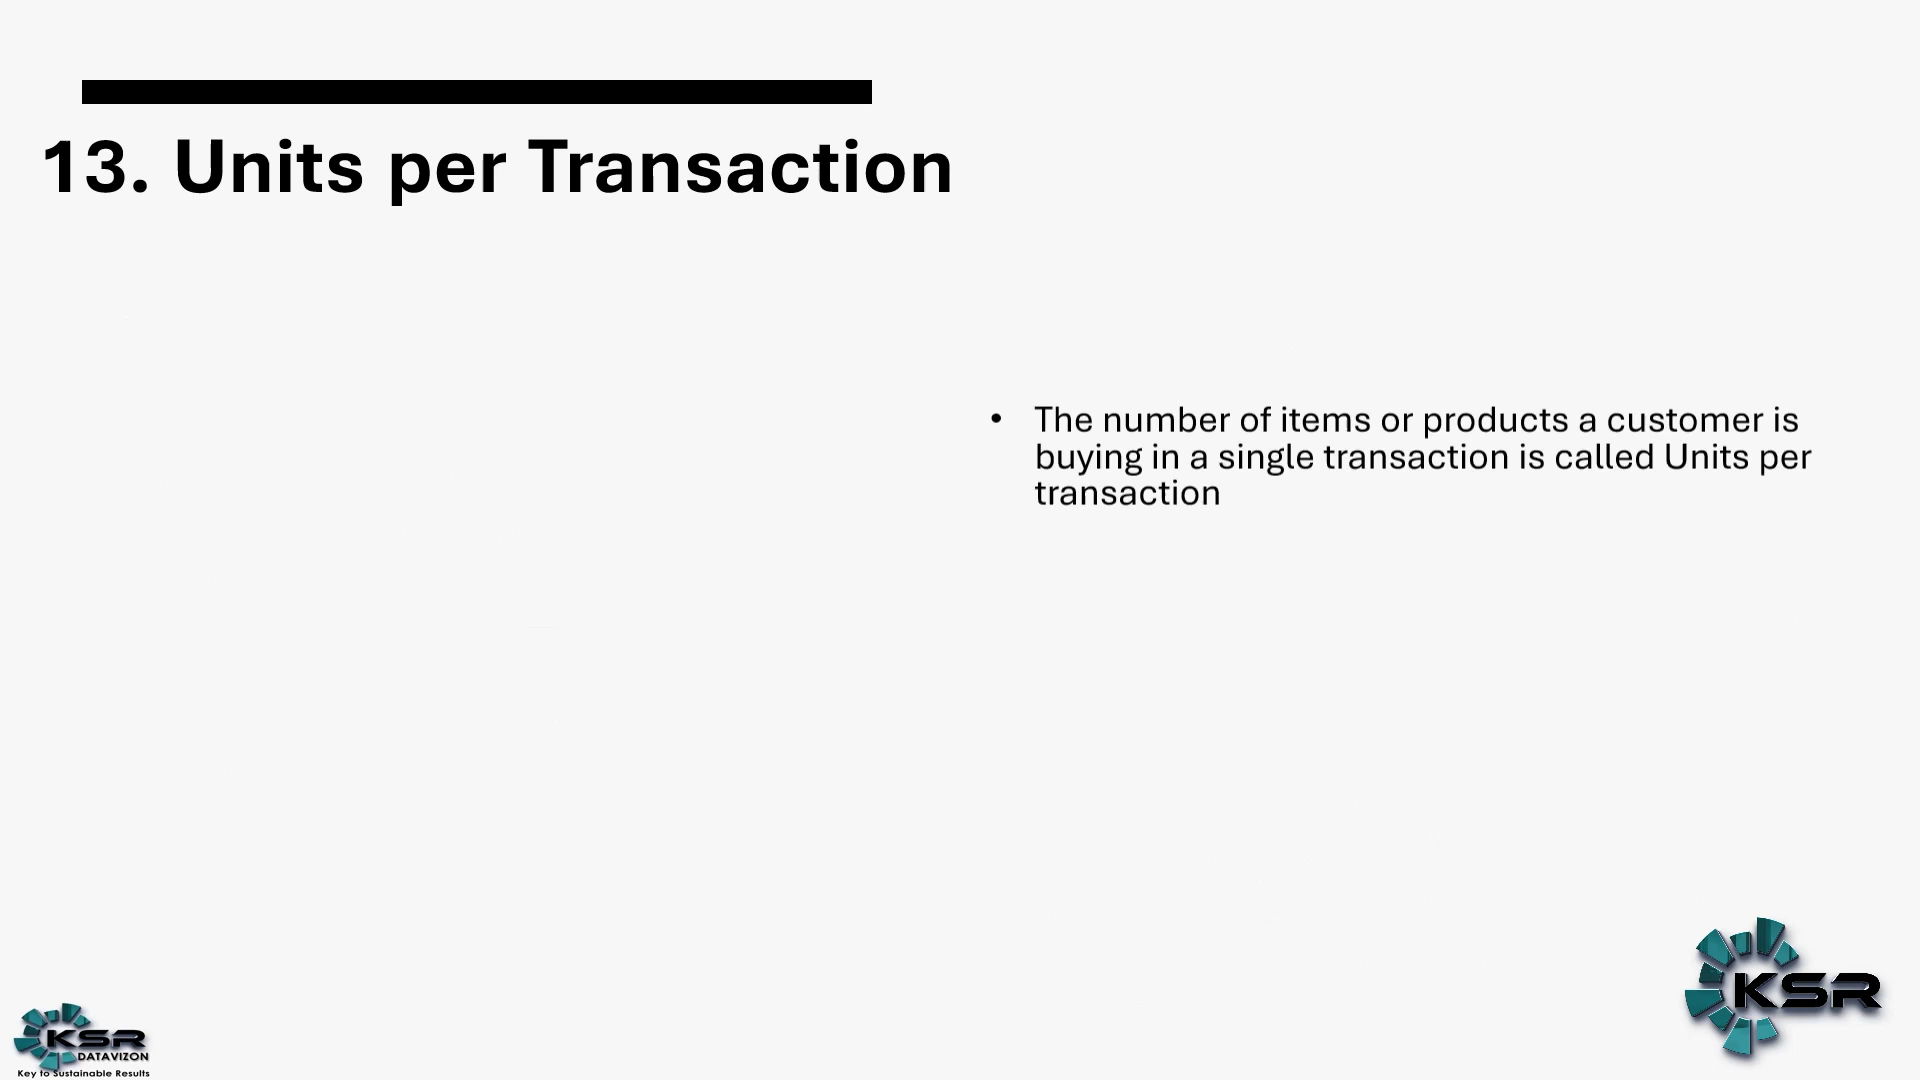 13. Units per Transaction
• The number of items or products a customer is
buying in a single transaction is called Units per
transaction
KSR
KSR
DATAVIZON
Key to Sustainable Results